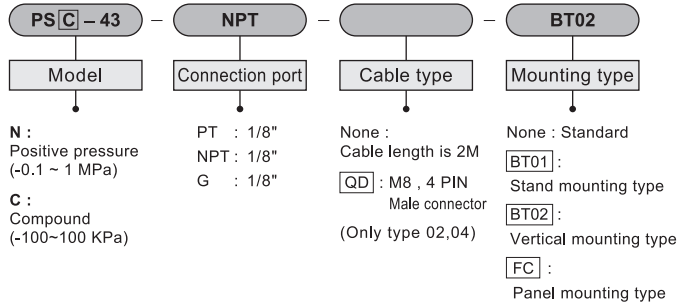 PS C – 43 – NPT – – BT02
Model
Connection port
Cable type
Mounting type
N :
Positive pressure
(-0.1 ~ 1 MPa)
C :
Compound
(-100~100 KPa)
PT : 1/8"
NPT : 1/8"
G : 1/8"
None :
Cable length is 2M
QD : M8 , 4 PIN
Male connector
(Only type 02,04)
None : Standard
BT01 :
Stand mounting type
BT02 :
Vertical mounting type
FC :
Panel mounting type